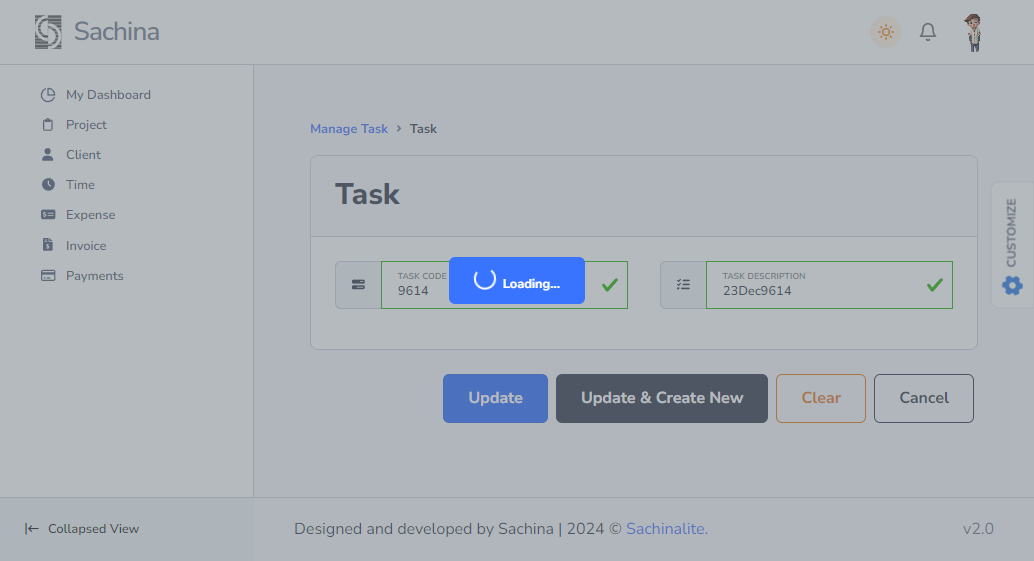 Sachina
My Dashboard
Project
Client
Time
Expense
Invoice
Payments
Manage Task > Task
Task
TASK CODE
9614
Loading...
TASK DESCRIPTION
23Dec9614
CUSTOMIZE
Update
Update & Create New
Clear
Cancel
Collapsed View
Designed and developed by Sachina | 2024 © Sachinalite.
v2.0